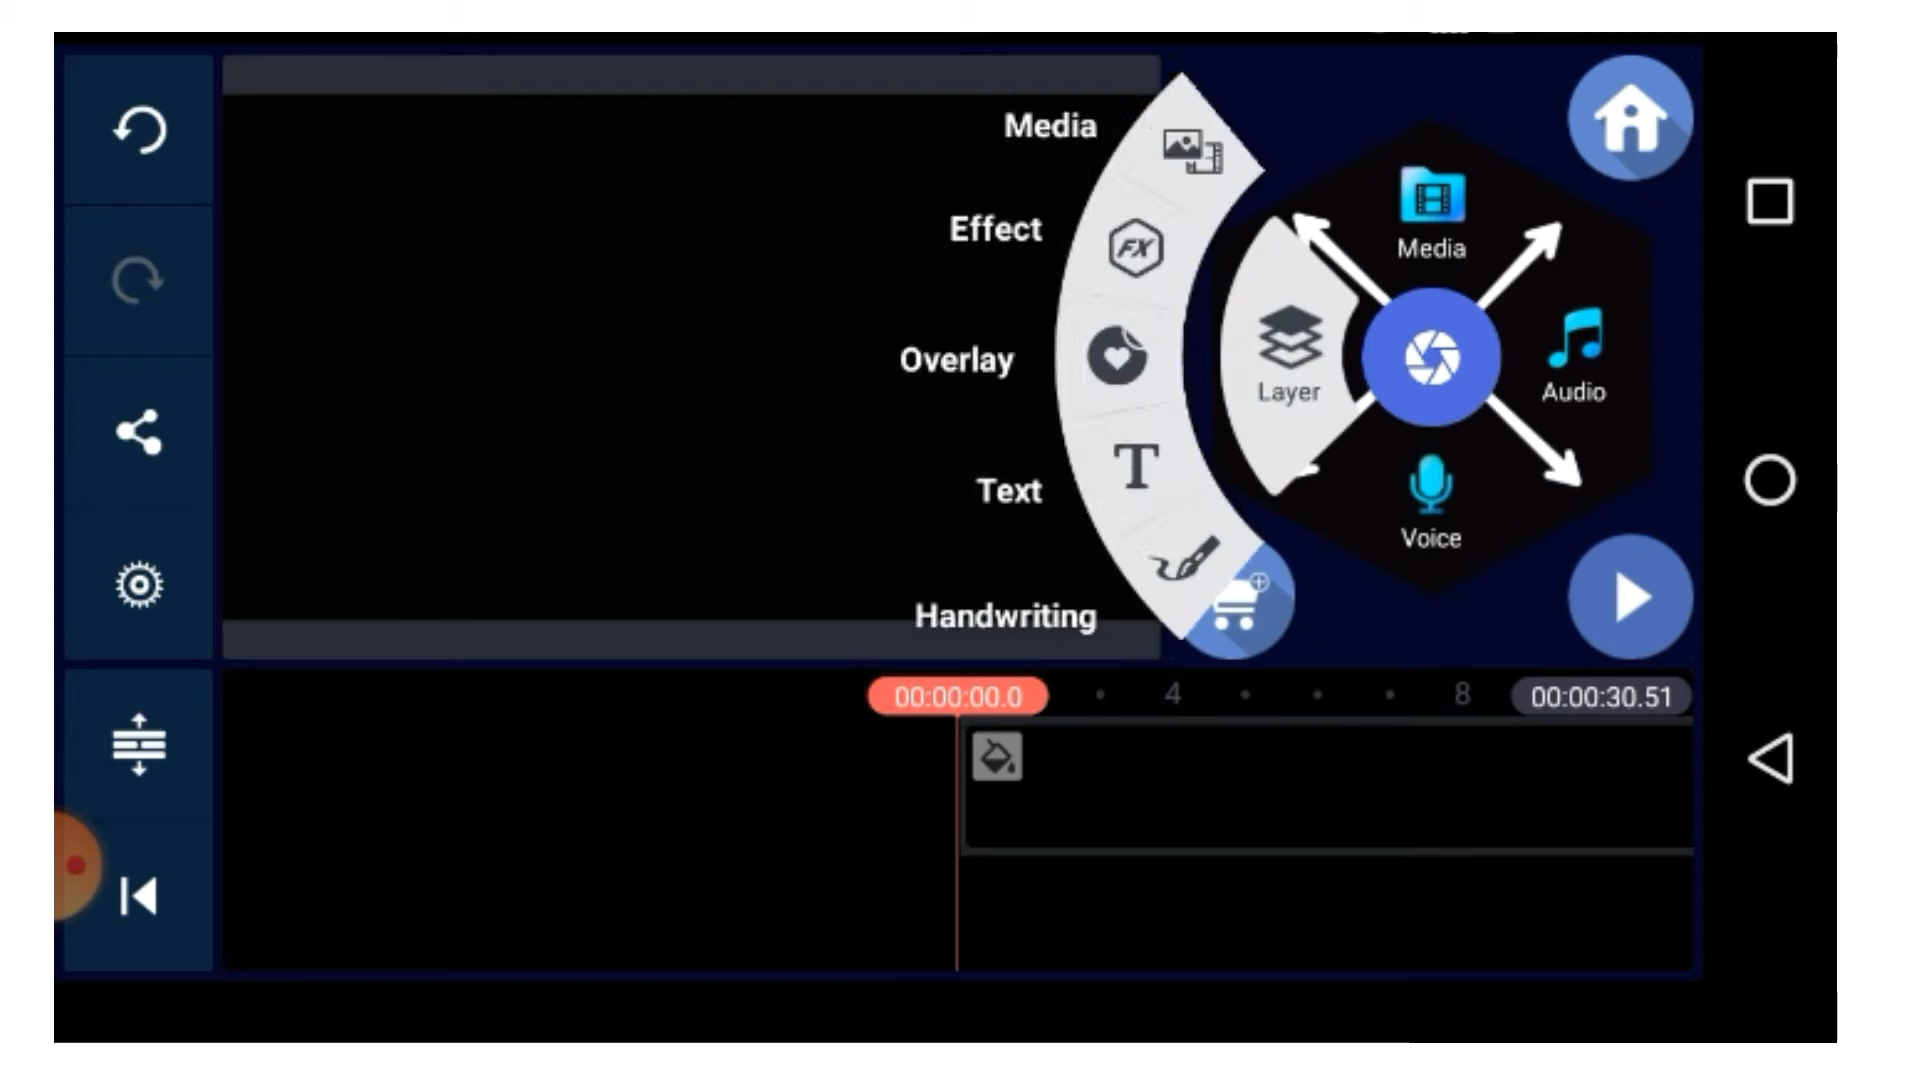 Media
Effect
Overlay
Text
Handwriting
FX
T
Media
Layer
Audio
Voice
00:00:00.0
4
8
00:00:30.51